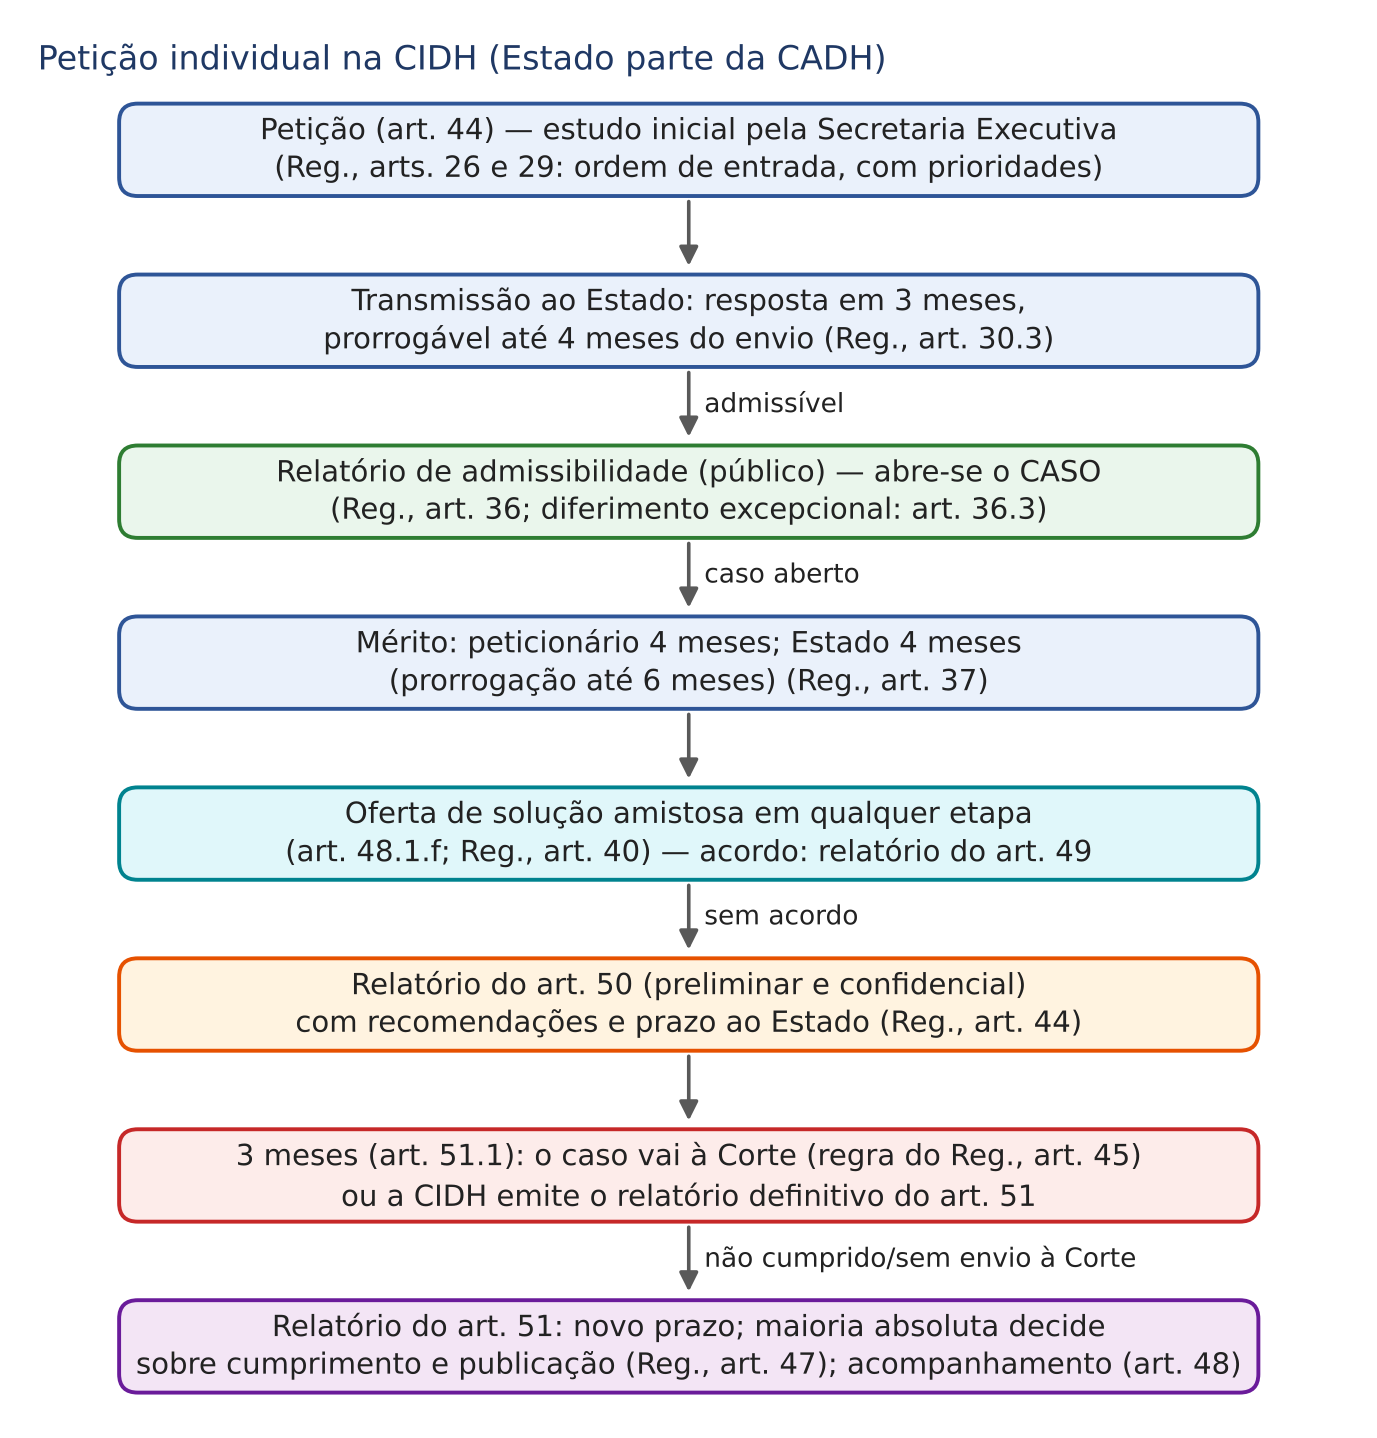 Petição individual na CIDH (Estado parte da CADH)
Petição (art. 44) — estudo inicial pela Secretaria Executiva
(Reg., arts. 26 e 29: ordem de entrada, com prioridades)
Transmissão ao Estado: resposta em 3 meses,
prorrogável até 4 meses do envio (Reg., art. 30.3)
admissível
Relatório de admissibilidade (público) — abre-se o CASO
(Reg., art. 36; diferimento excepcional: art. 36.3)
caso aberto
Mérito: peticionário 4 meses; Estado 4 meses
(prorrogação até 6 meses) (Reg., art. 37)
Oferta de solução amistosa em qualquer etapa
(art. 48.1.f; Reg., art. 40) — acordo: relatório do art. 49
sem acordo
Relatório do art. 50 (preliminar e confidencial)
com recomendações e prazo ao Estado (Reg., art. 44)
3 meses (art. 51.1): o caso vai à Corte (regra do Reg., art. 45)
ou a CIDH emite o relatório definitivo do art. 51
não cumprido/sem envio à Corte
Relatório do art. 51: novo prazo; maioria absoluta decide
sobre cumprimento e publicação (Reg., art. 47); acompanhamento (art. 48)